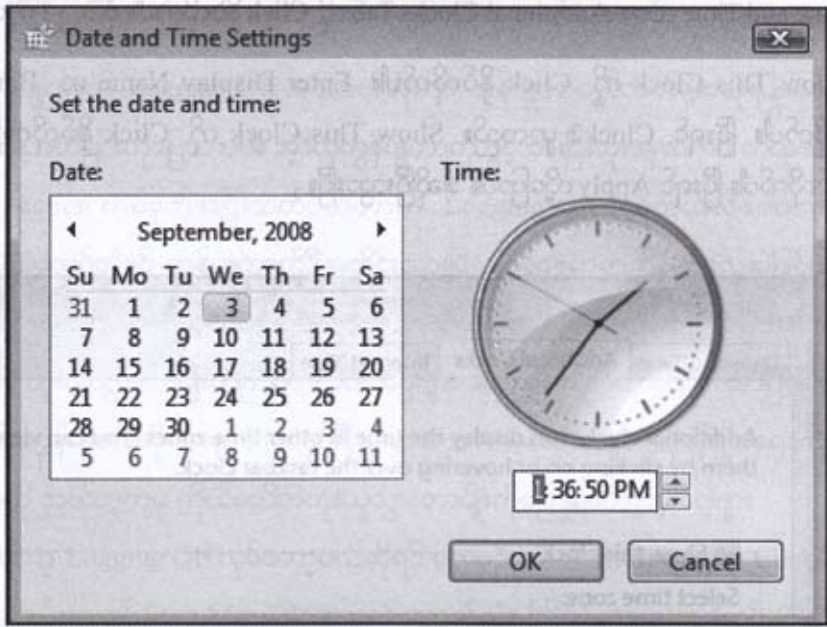 Date and Time Settings
Set the date and time:
Date:
Time:
September, 2008
Su Mo Tu We Th Fr Sa
31 1 2 3 4 5 6
7 8 9 10 11 12 13
14 15 16 17 18 19 20
21 22 23 24 25 26 27
28 29 30 1 2 3 4
5 6 7 8 9 10 11
:36:50 PM
OK Cancel